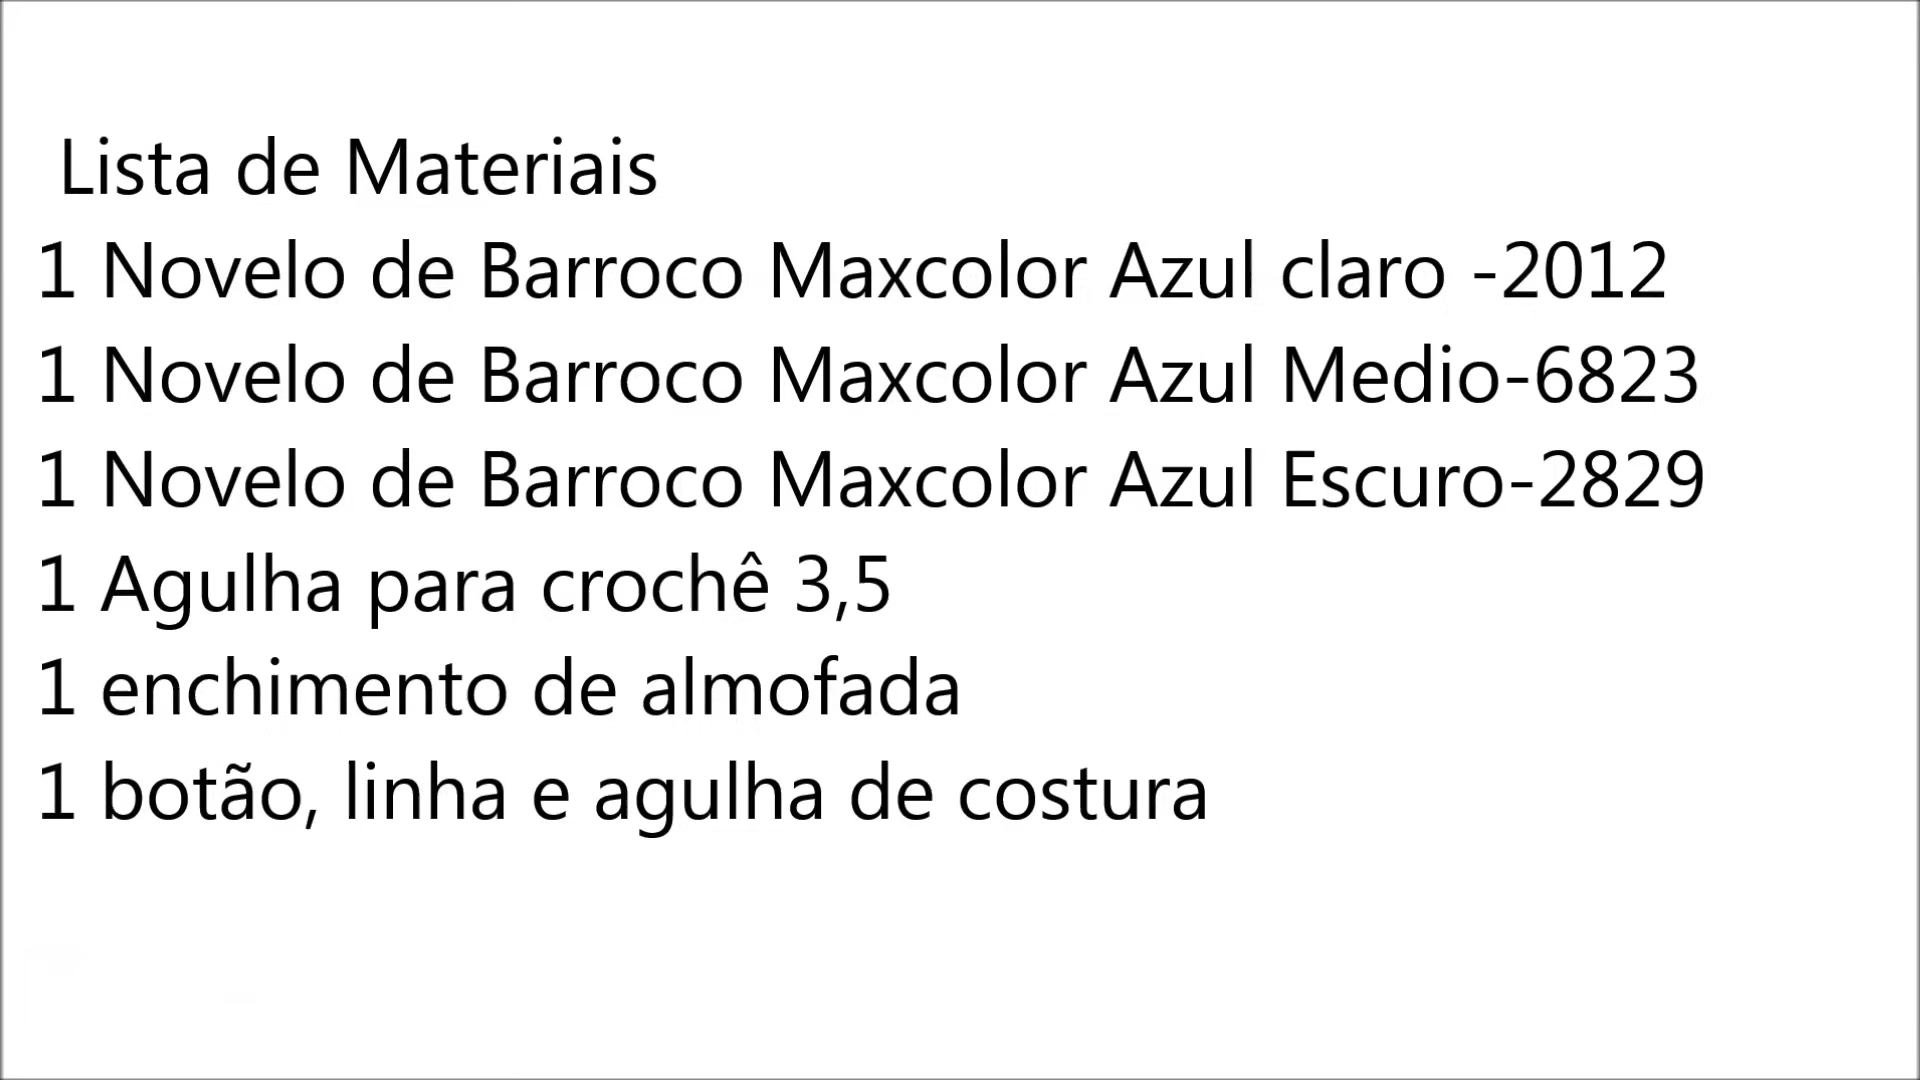 Lista de Materiais
1 Novelo de Barroco Maxcolor Azul claro -2012
1 Novelo de Barroco Maxcolor Azul Medio-6823
1 Novelo de Barroco Maxcolor Azul Escuro-2829
1 Agulha para crochê 3,5
1 enchimento de almofada
1 botão, linha e agulha de costura